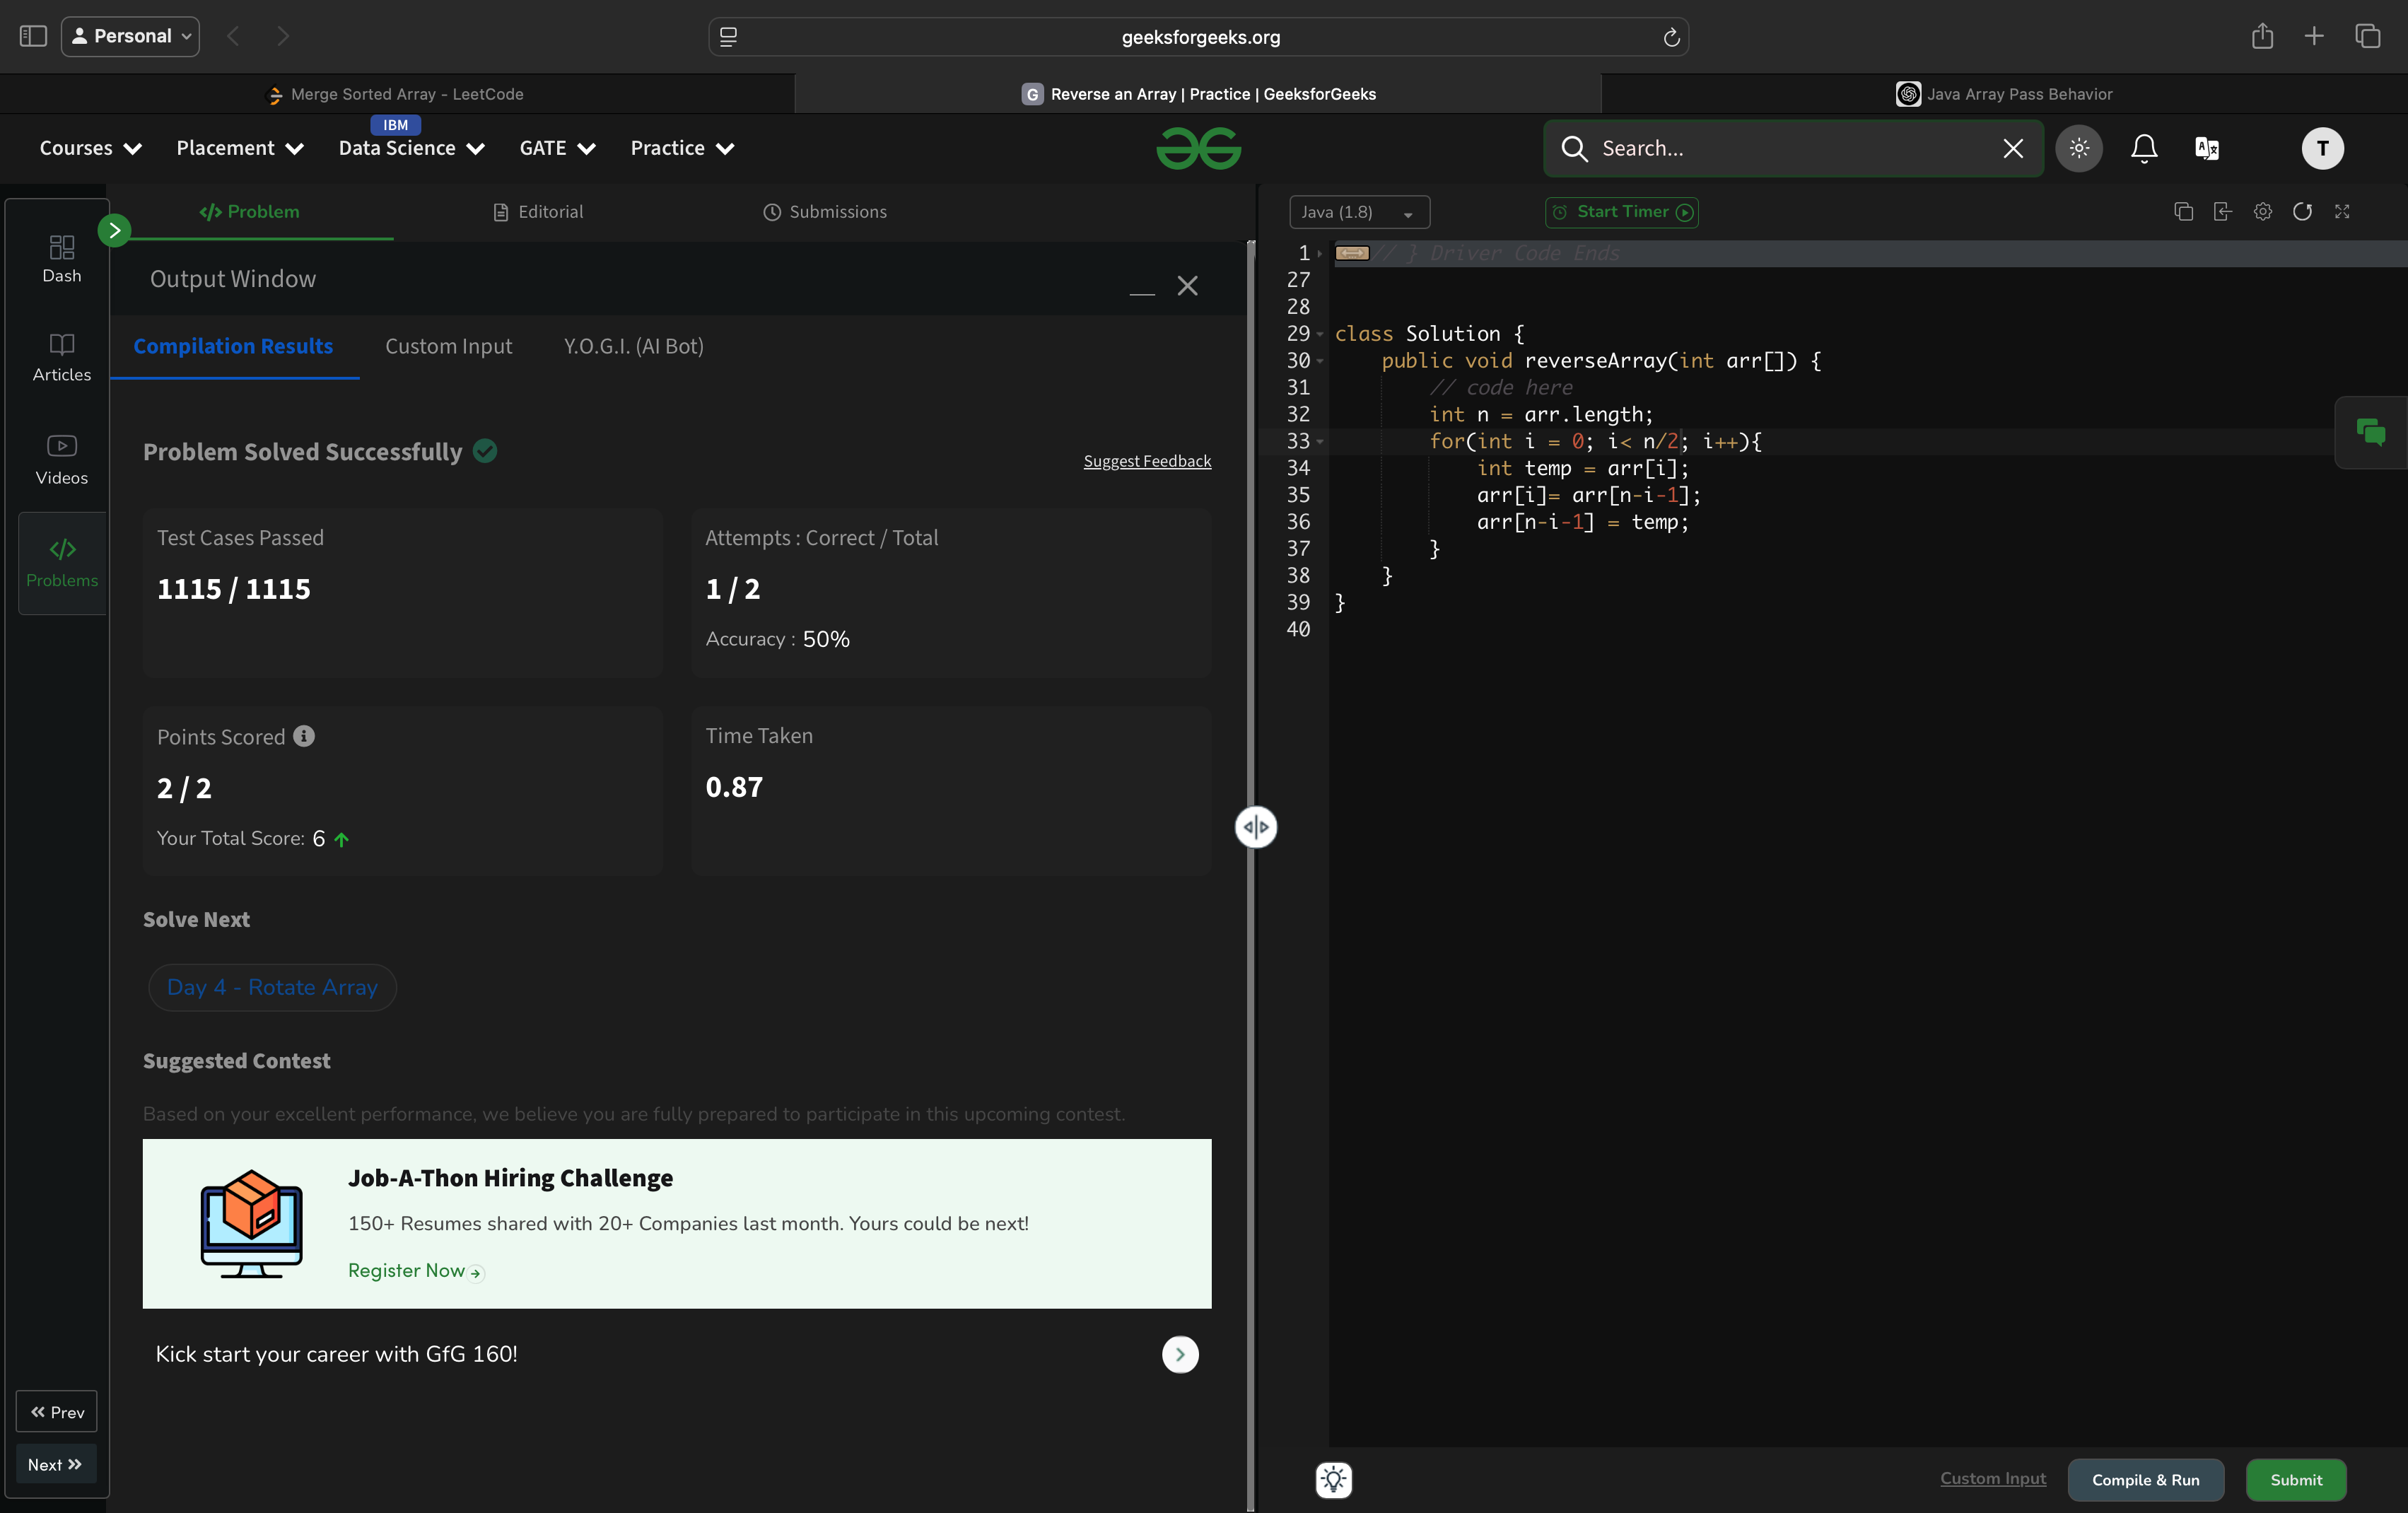 Personal
geeksforgeeks.org
Merge Sorted Array - LeetCode
G Reverse an Array | Practice | GeeksforGeeks
Java Array Pass Behavior
Courses
Placement
IBM
Data Science
GATE
Practice
Search...
T
Dash
Articles
Videos
</>
Problems
Prev
Next
</> Problem
Editorial
Submissions
Output Window
Compilation Results
Custom Input
Y.O.G.I. (AI Bot)
Problem Solved Successfully
Suggest Feedback
Test Cases Passed
1115 / 1115
Attempts : Correct / Total
1 / 2
Accuracy : 50%
Points Scored
2 / 2
Your Total Score: 6
Time Taken
0.87
Solve Next
Day 4 - Rotate Array
Suggested Contest
Based on your excellent performance, we believe you are fully prepared to participate in this upcoming contest.
Job-A-Thon Hiring Challenge
150+ Resumes shared with 20+ Companies last month. Yours could be next!
Register Now
Kick start your career with GfG 160!
Java (1.8)
Start Timer
1 // } Driver Code Ends
27
28
29 class Solution {
30 public void reverseArray(int arr[]) {
31 // code here
32 int n = arr.length;
33 for(int i = 0; i< n/2; i++){
34 int temp = arr[i];
35 arr[i]= arr[n-i-1];
36 arr[n-i-1] = temp;
37 }
38 }
39 }
40
Custom Input
Compile & Run
Submit